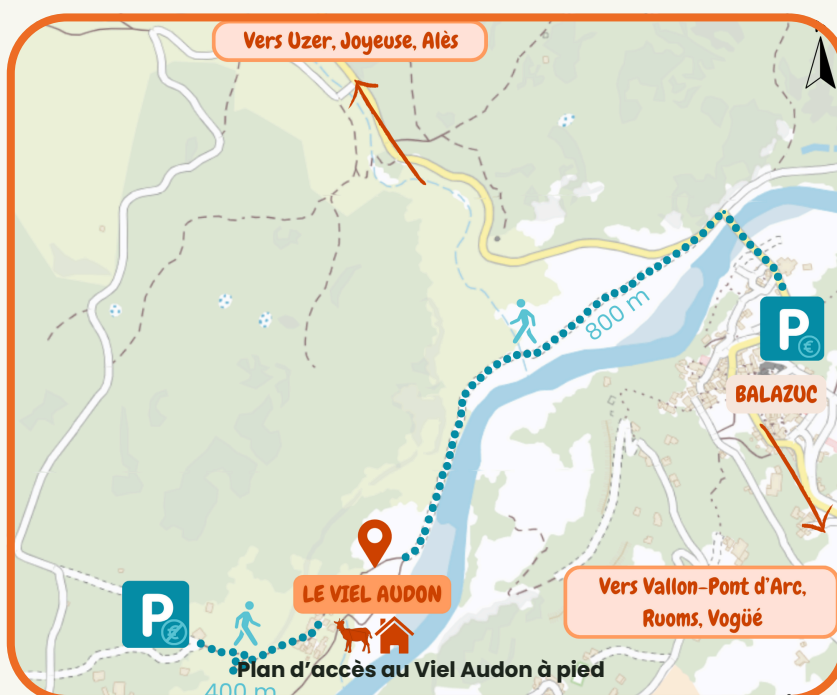 Vers Uzer, Joyeuse, Alès
800 m
P
€
BALAZUC
Vers Vallon-Pont d'Arc,
Ruoms, Vogüé
LE VIEL AUDON
P
€
400 m
Plan d'accès au Viel Audon à pied